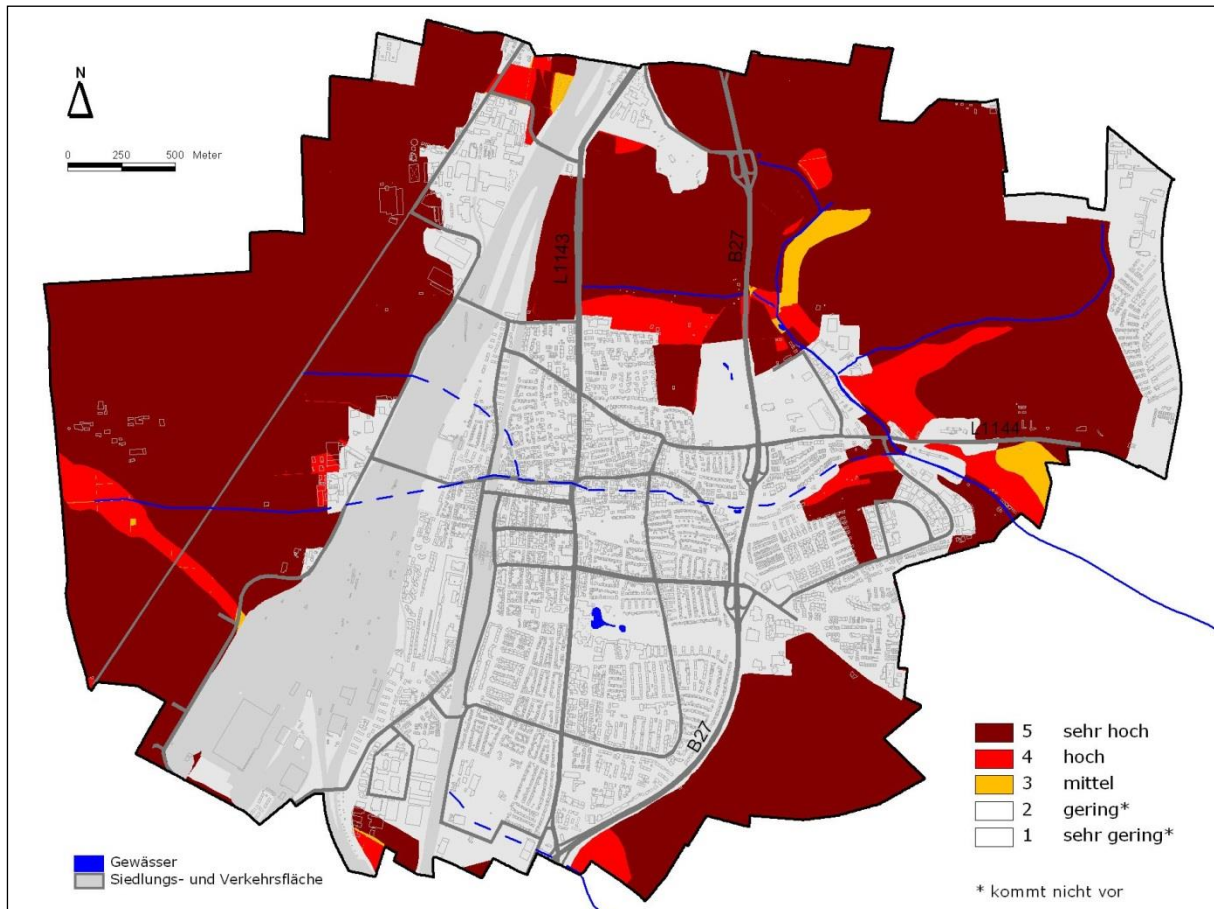 N
0 250 500 Meter
L1143
B27
L1144
B27
5 sehr hoch
4 hoch
3 mittel
2 gering*
1 sehr gering*
* kommt nicht vor
Gewässer
Siedlungs- und Verkehrsfläche